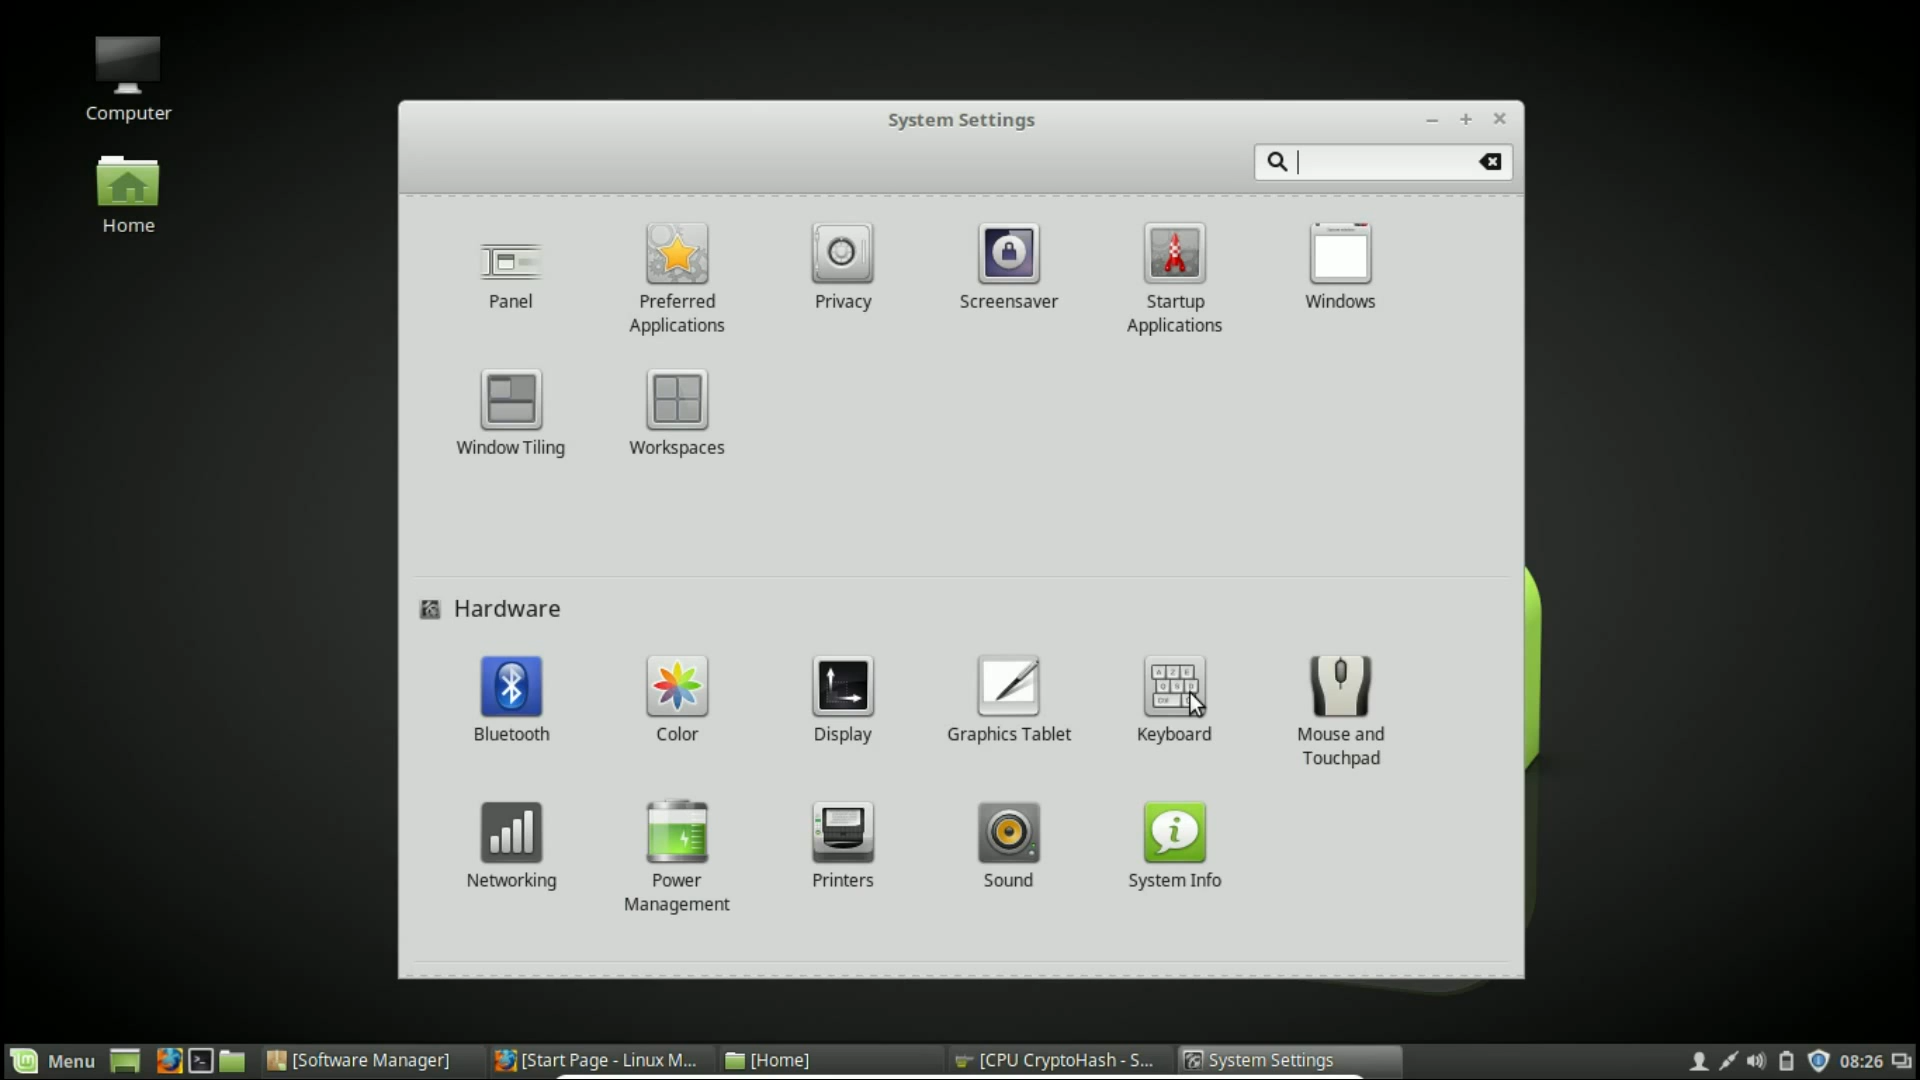 Computer
Home
System Settings
Panel
Preferred
Applications
Privacy
Screensaver
Startup
Applications
Windows
Window Tiling
Workspaces
Hardware
Bluetooth
Color
Display
Graphics Tablet
Keyboard
Mouse and
Touchpad
Networking
Power
Management
Printers
Sound
System Info
Menu
[Software Manager]
[Start Page - Linux M...
[Home]
[CPU CryptoHash - S...
System Settings
08:26